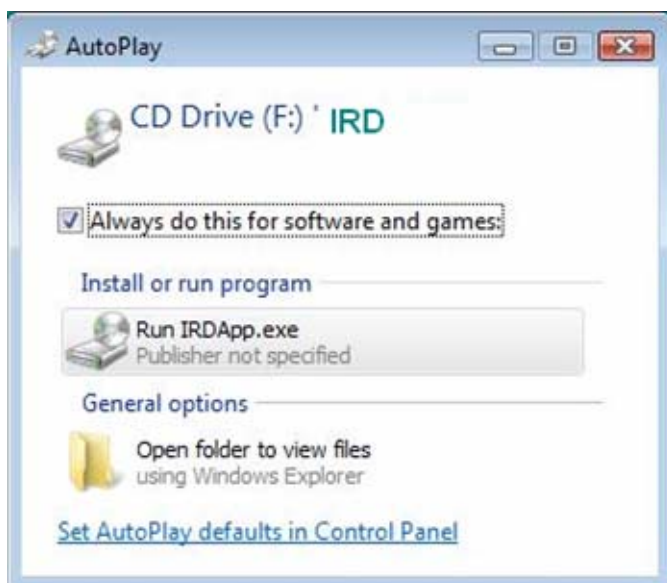 AutoPlay
CD Drive (F:) ' IRD
Always do this for software and games:
Install or run program
Run IRDApp.exe
Publisher not specified
General options
Open folder to view files
using Windows Explorer
Set AutoPlay defaults in Control Panel